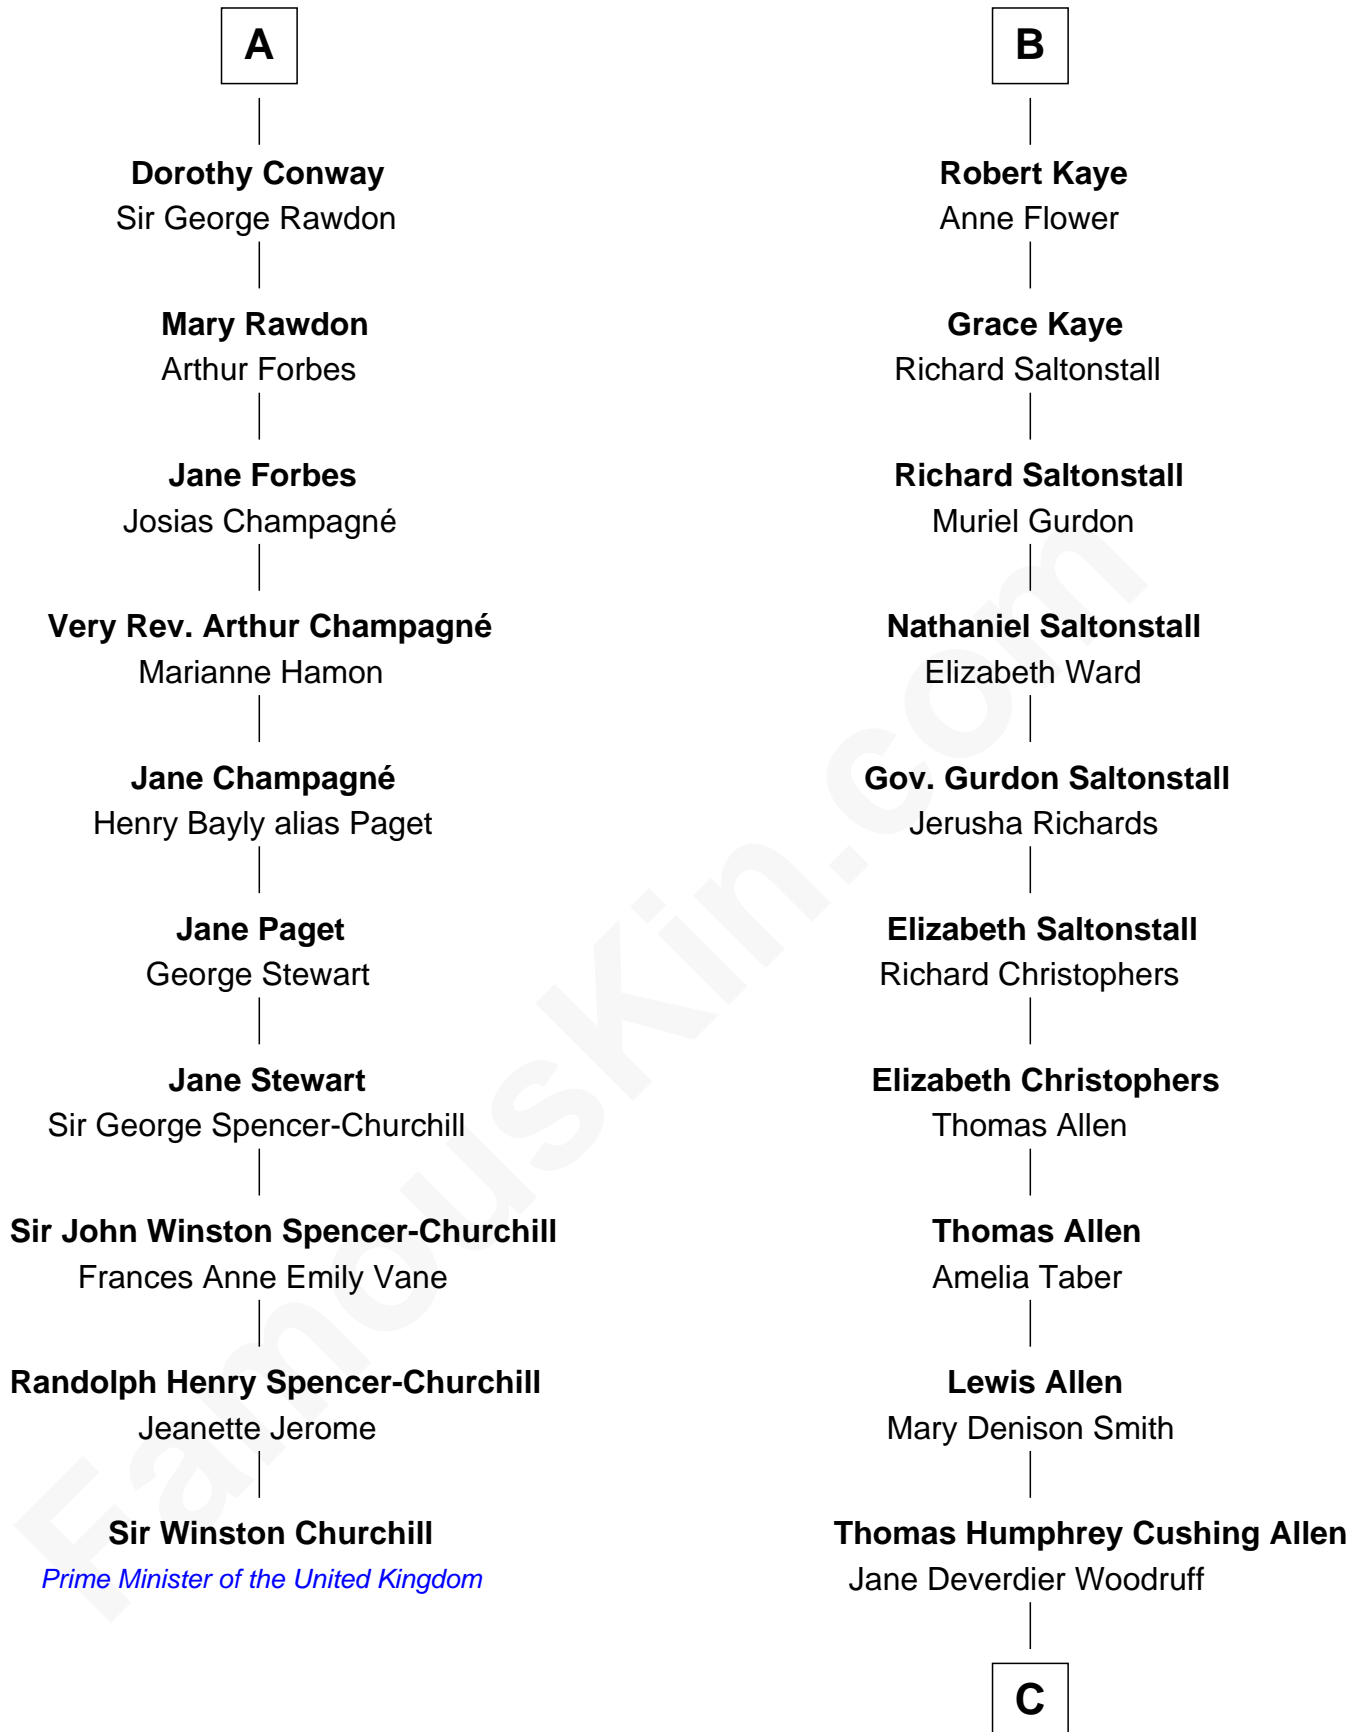 A
Dorothy Conway
Sir George Rawdon
Mary Rawdon
Arthur Forbes
Jane Forbes
Josias Champagné
Very Rev. Arthur Champagné
Marianne Hamon
Jane Champagné
Henry Bayly alias Paget
Jane Paget
George Stewart
Jane Stewart
Sir George Spencer-Churchill
Sir John Winston Spencer-Churchill
Frances Anne Emily Vane
Randolph Henry Spencer-Churchill
Jeanette Jerome
Sir Winston Churchill
Prime Minister of the United Kingdom
B
Robert Kaye
Anne Flower
Grace Kaye
Richard Saltonstall
Richard Saltonstall
Muriel Gurdon
Nathaniel Saltonstall
Elizabeth Ward
Gov. Gurdon Saltonstall
Jerusha Richards
Elizabeth Saltonstall
Richard Christophers
Elizabeth Christophers
Thomas Allen
Thomas Allen
Amelia Taber
Lewis Allen
Mary Denison Smith
Thomas Humphrey Cushing Allen
Jane Deverdier Woodruff
C
FamousKin.com